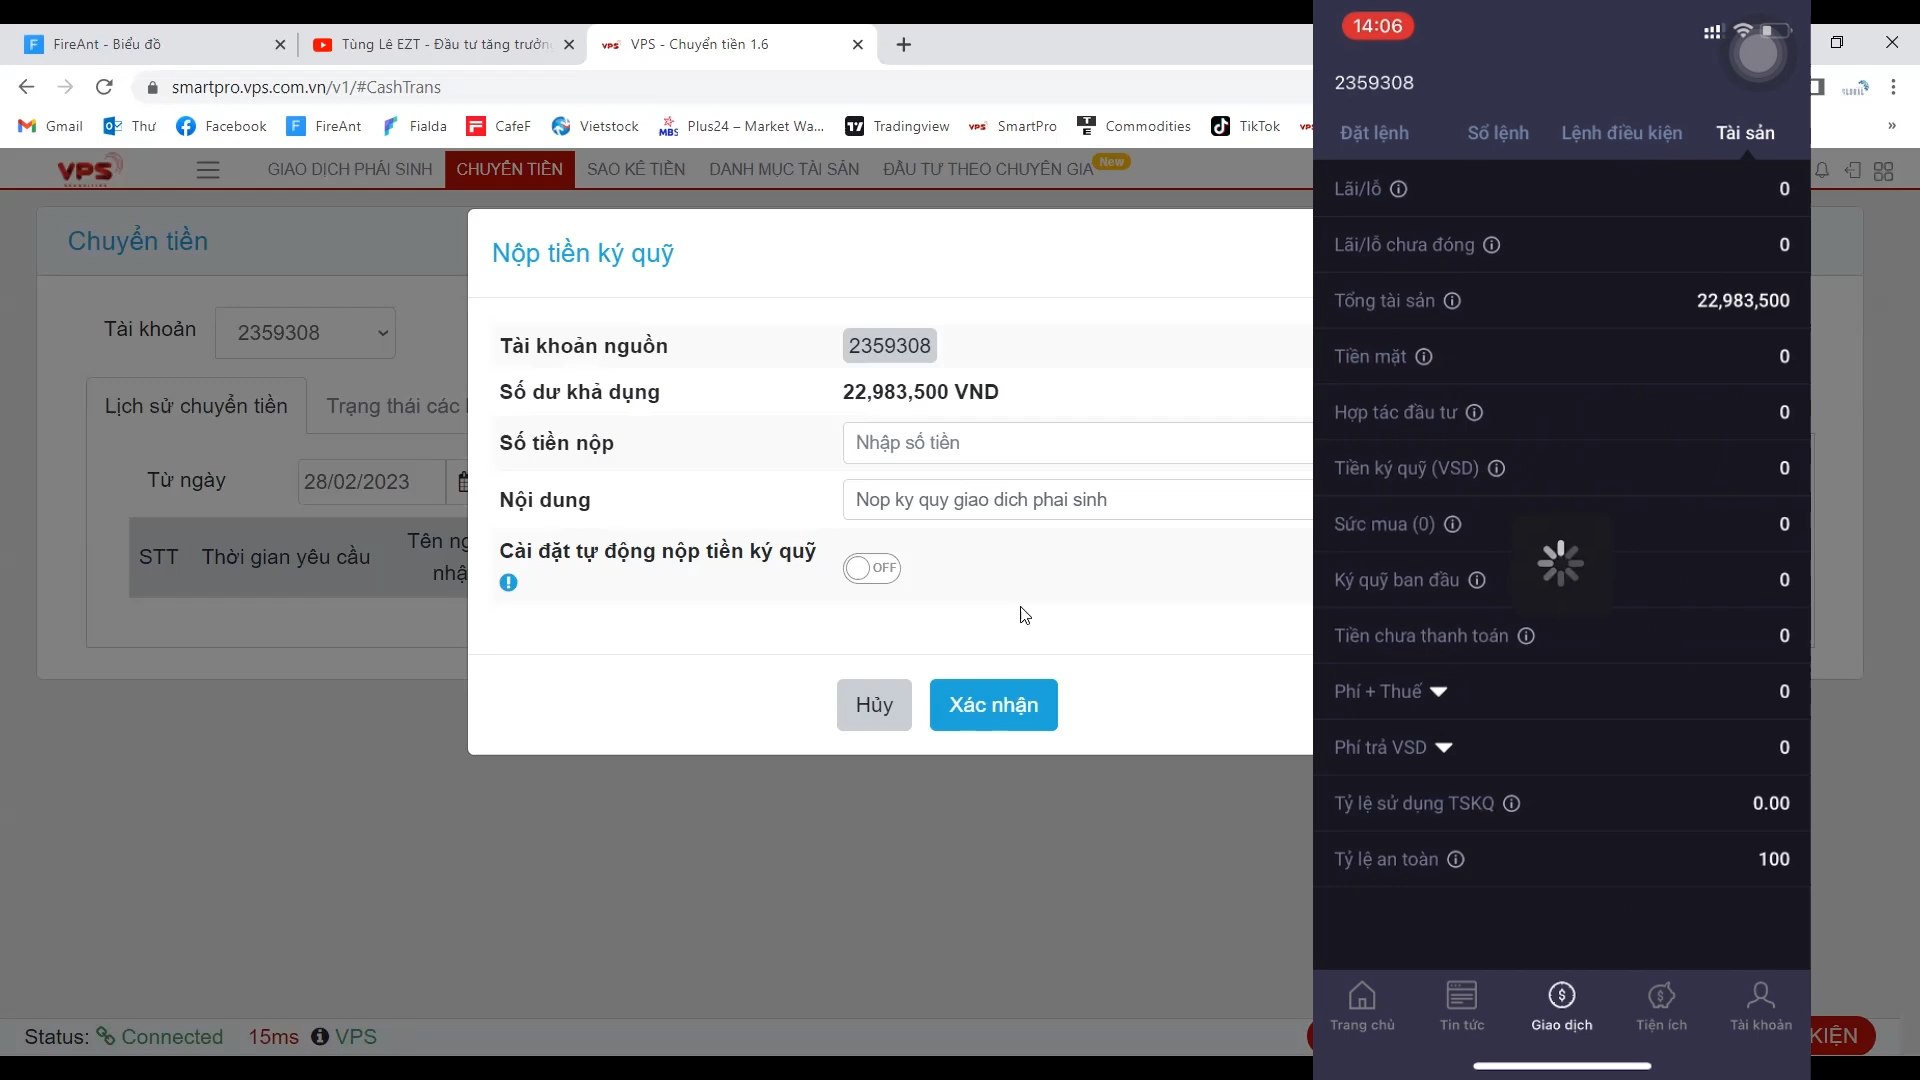 FireAnt - Biểu đồ
Tùng Lê EZT - Đầu tư tăng trưởn
VPS - Chuyển tiền 1.6
smartpro.vps.com.vn/v1/#CashTrans
Gmail
Thư
Facebook
FireAnt
Fialda
CafeF
Vietstock
MBS
Plus24 – Market Wa...
Tradingview
SmartPro
Commodities
TikTok
VPS
GIAO DỊCH PHÁI SINH
CHUYỂN TIỀN
SAO KÊ TIỀN
DANH MỤC TÀI SẢN
ĐẦU TƯ THEO CHUYÊN GIA
New
Chuyển tiền
Tài khoản
2359308
Lịch sử chuyển tiền
Trạng thái các
Từ ngày
28/02/2023
STT
Thời gian yêu cầu
Tên ng
nhậ
Nộp tiền ký quỹ
Tài khoản nguồn
2359308
Số dư khả dụng
22,983,500 VND
Số tiền nộp
Nhập số tiền
Nội dung
Nop ky quy giao dich phai sinh
Cài đặt tự động nộp tiền ký quỹ
OFF
Hủy
Xác nhận
Status: Connected 15ms VPS
KIỆN
14:06
2359308
Đặt lệnh
Sổ lệnh
Lệnh điều kiện
Tài sản
Lãi/lỗ 0
Lãi/lỗ chưa đóng 0
Tổng tài sản 22,983,500
Tiền mặt 0
Hợp tác đầu tư 0
Tiền ký quỹ (VSD) 0
Sức mua (0) 0
Ký quỹ ban đầu 0
Tiền chưa thanh toán 0
Phí + Thuế 0
Phí trả VSD 0
Tỷ lệ sử dụng TSKQ 0.00
Tỷ lệ an toàn 100
Trang chủ
Tin tức
Giao dịch
Tiện ích
Tài khoản